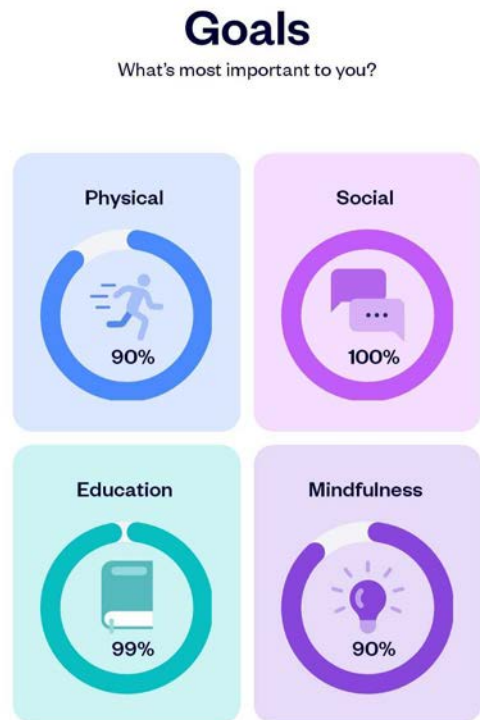 Goals
What's most important to you?
Physical
90%
Social
100%
Education
99%
Mindfulness
90%